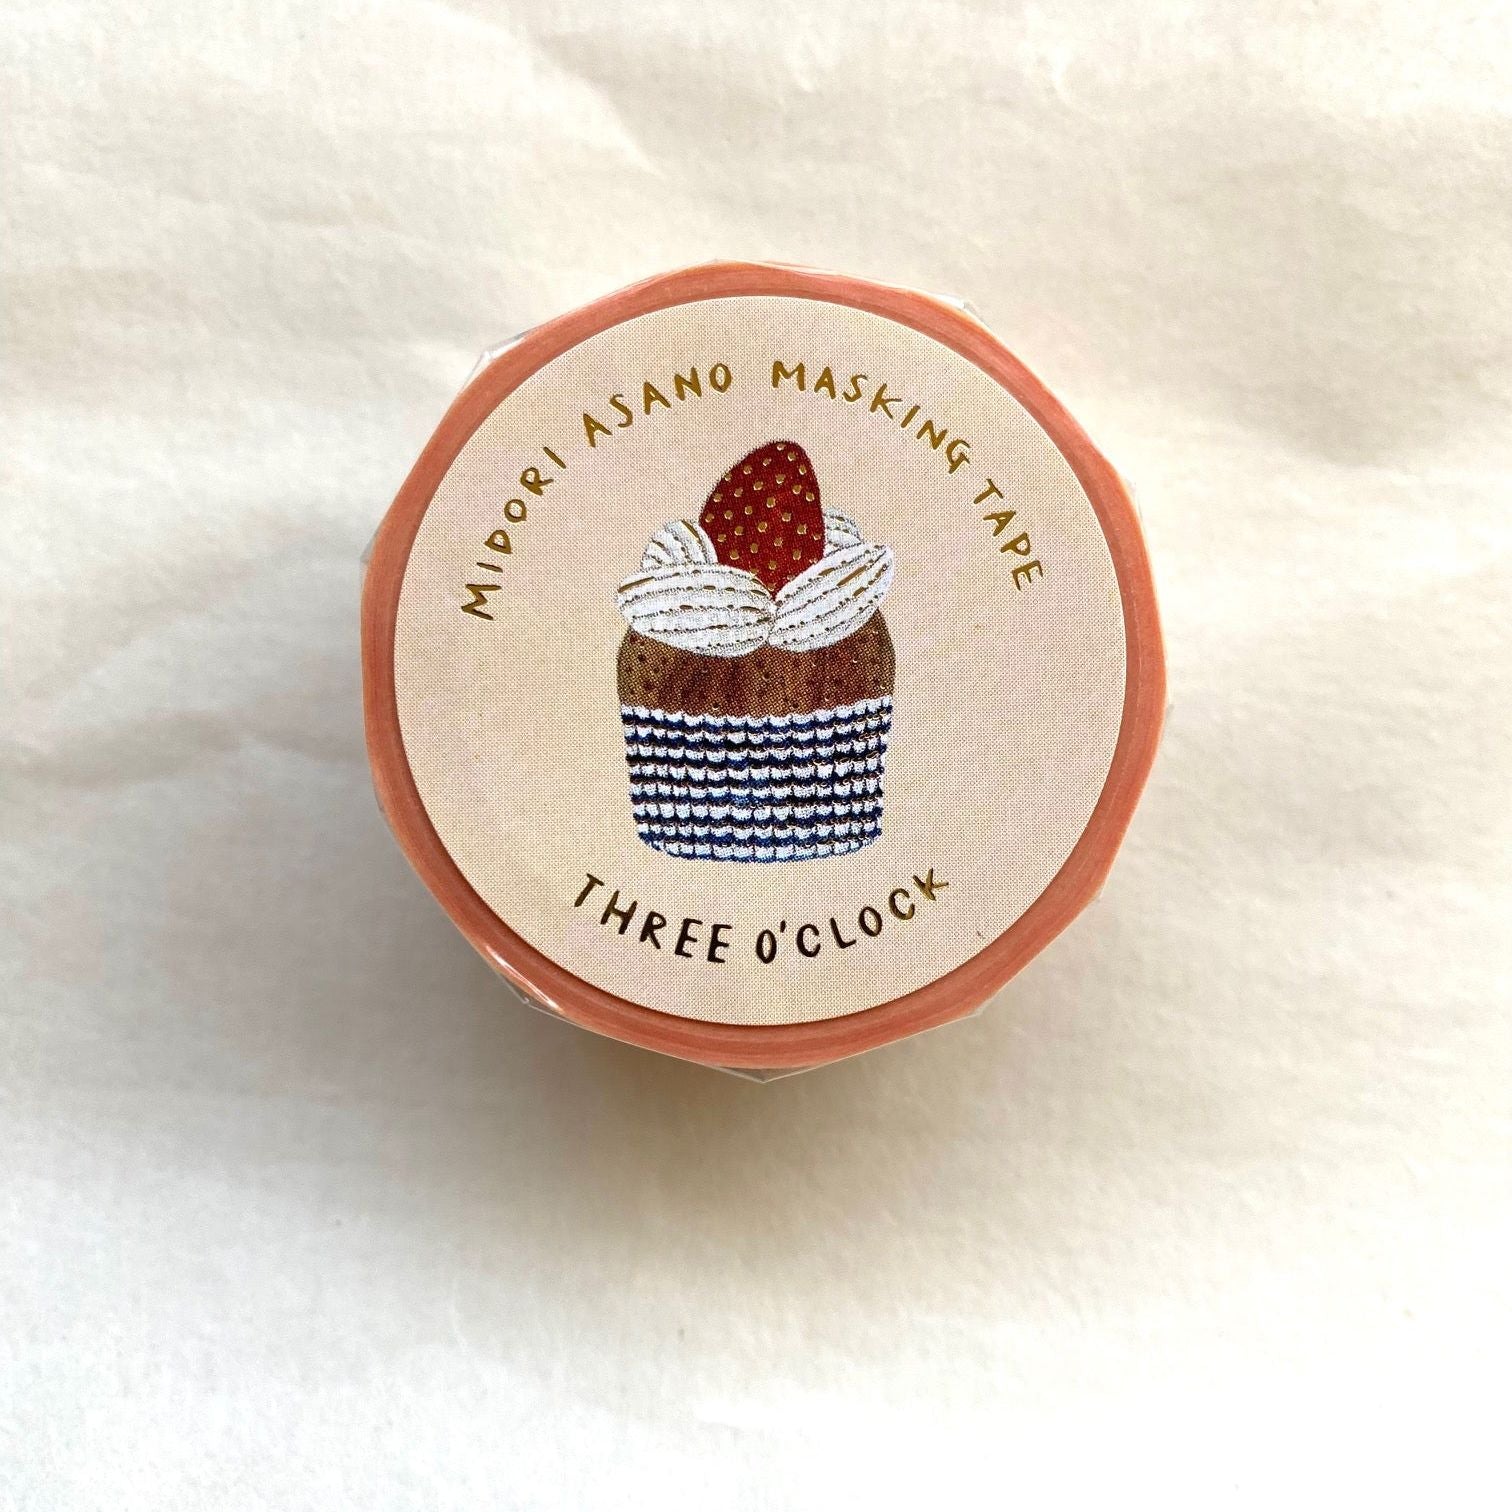 MIDORI ASANO MASKING TAPE
THREE O'CLOCK